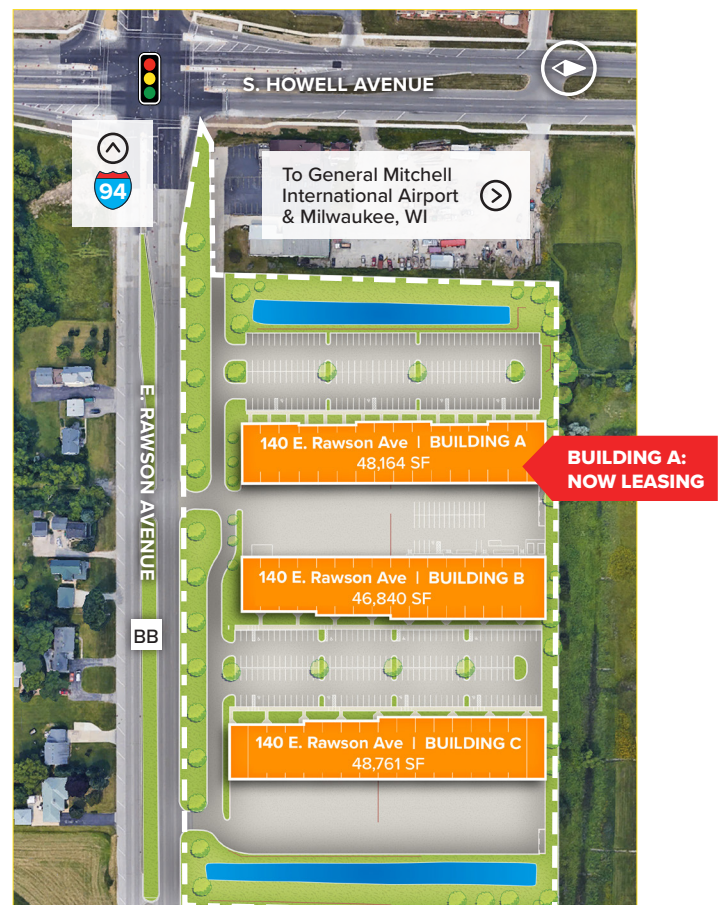 S. HOWELL AVENUE
94
To General Mitchell
International Airport
& Milwaukee, WI
E. RAWSON AVENUE
140 E. Rawson Ave | BUILDING A
48,164 SF
BUILDING A:
NOW LEASING
140 E. Rawson Ave | BUILDING B
46,840 SF
BB
140 E. Rawson Ave | BUILDING C
48,761 SF